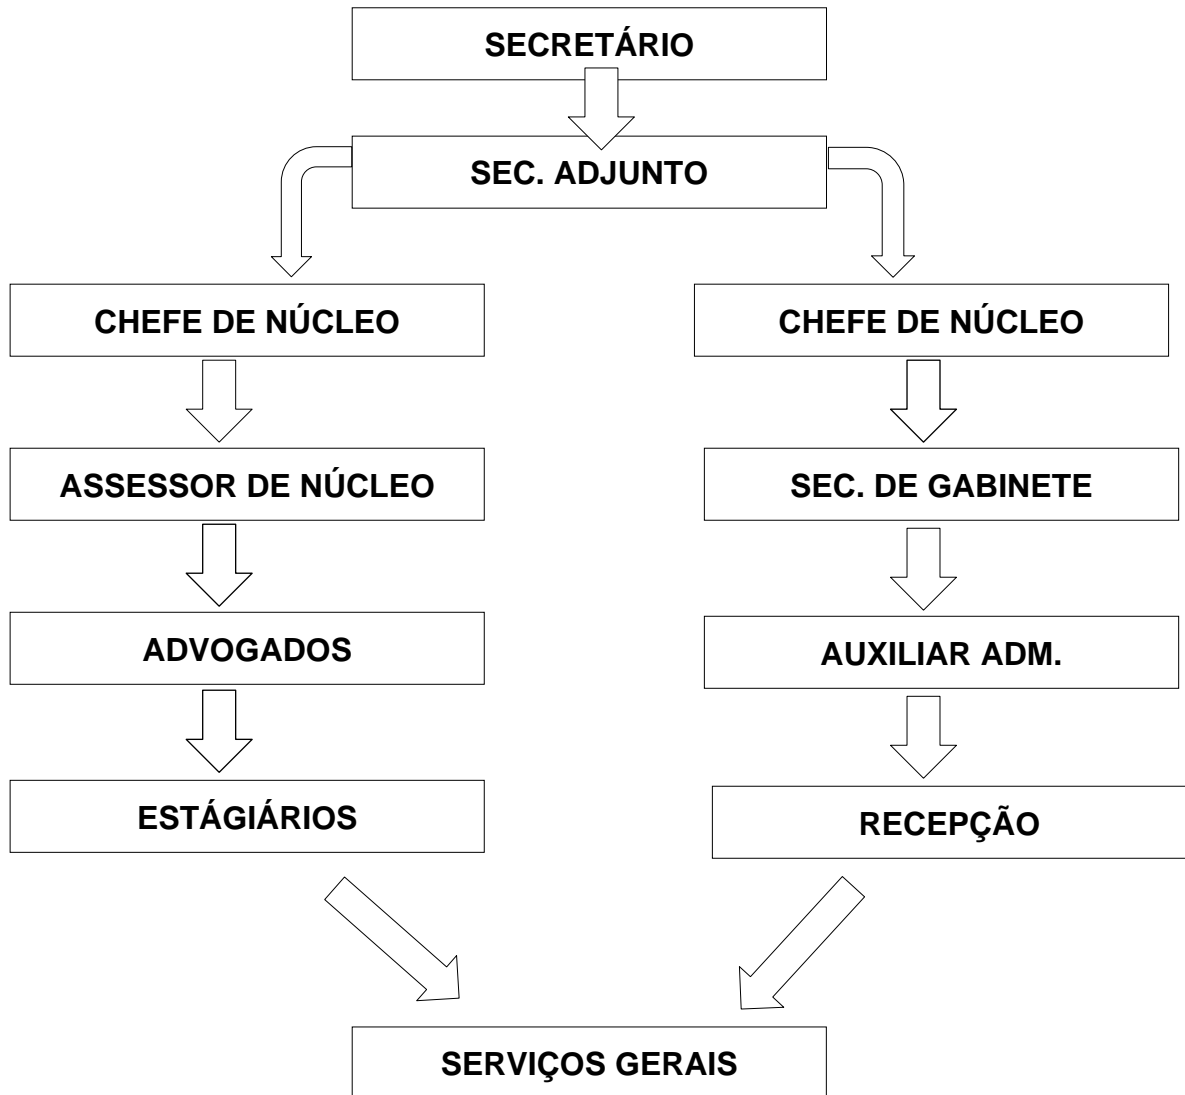 SECRETÁRIO
SEC. ADJUNTO
CHEFE DE NÚCLEO
CHEFE DE NÚCLEO
ASSESSOR DE NÚCLEO
SEC. DE GABINETE
ADVOGADOS
AUXILIAR ADM.
ESTÁGIÁRIOS
RECEPÇÃO
SERVIÇOS GERAIS